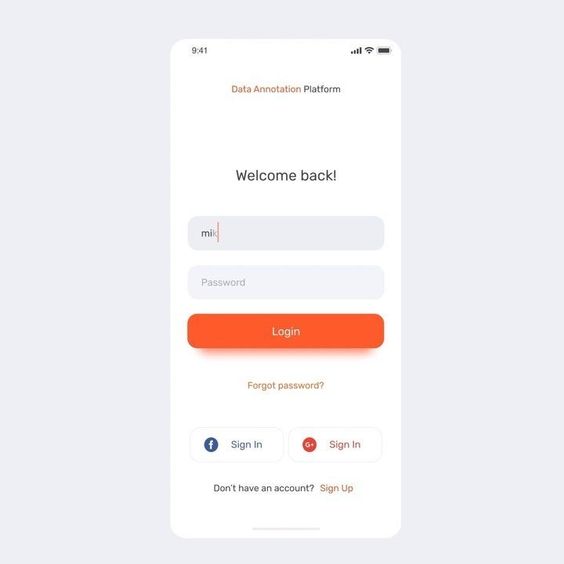 9:41
Data Annotation Platform
Welcome back!
mik
Password
Login
Forgot password?
f Sign In G+ Sign In
Don't have an account? Sign Up